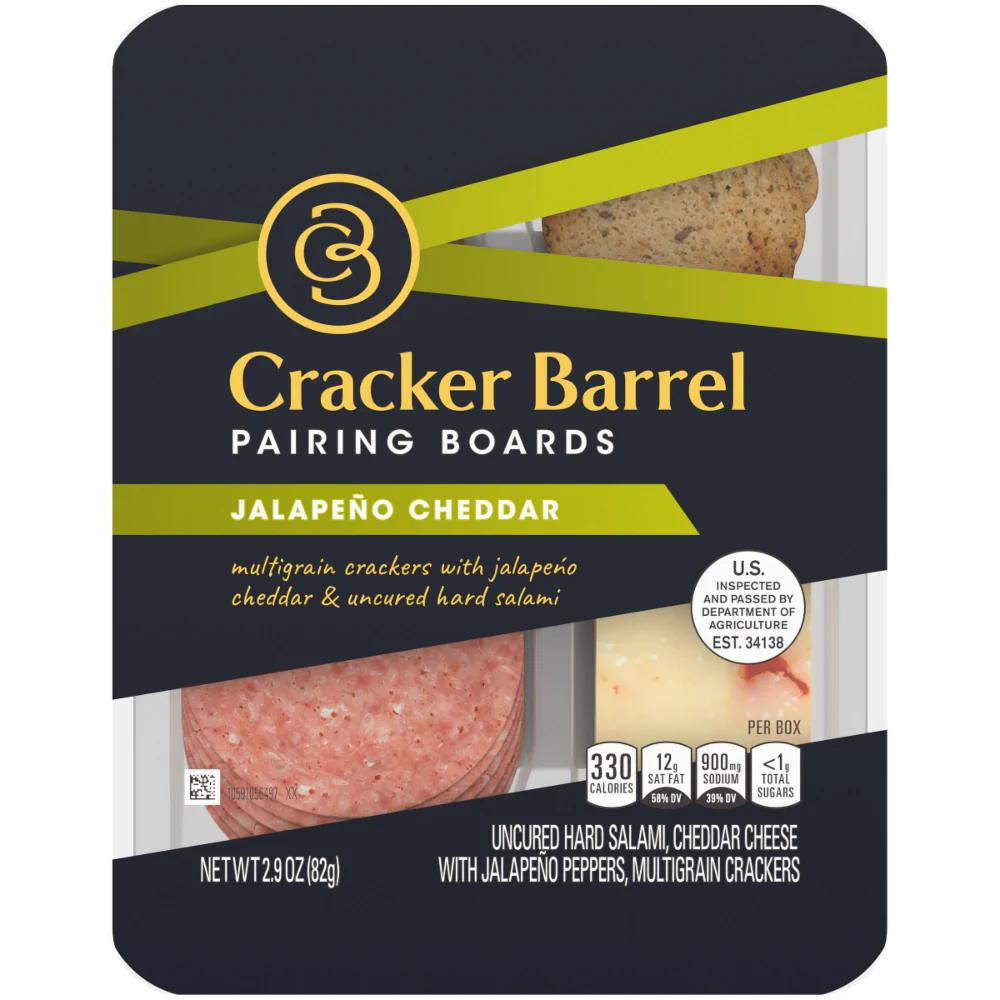 CB
Cracker Barrel
PAIRING BOARDS
JALAPEÑO CHEDDAR
multigrain crackers with jalapeño
cheddar & uncured hard salami
U.S.
INSPECTED
AND PASSED BY
DEPARTMENT OF
AGRICULTURE
EST. 34138
PER BOX
330
CALORIES
12g
SAT FAT
58% DV
900mg
SODIUM
39% DV
<1g
TOTAL
SUGARS
UNCURED HARD SALAMI, CHEDDAR CHEESE
WITH JALAPEÑO PEPPERS, MULTIGRAIN CRACKERS
NET WT 2.9 OZ (82g)